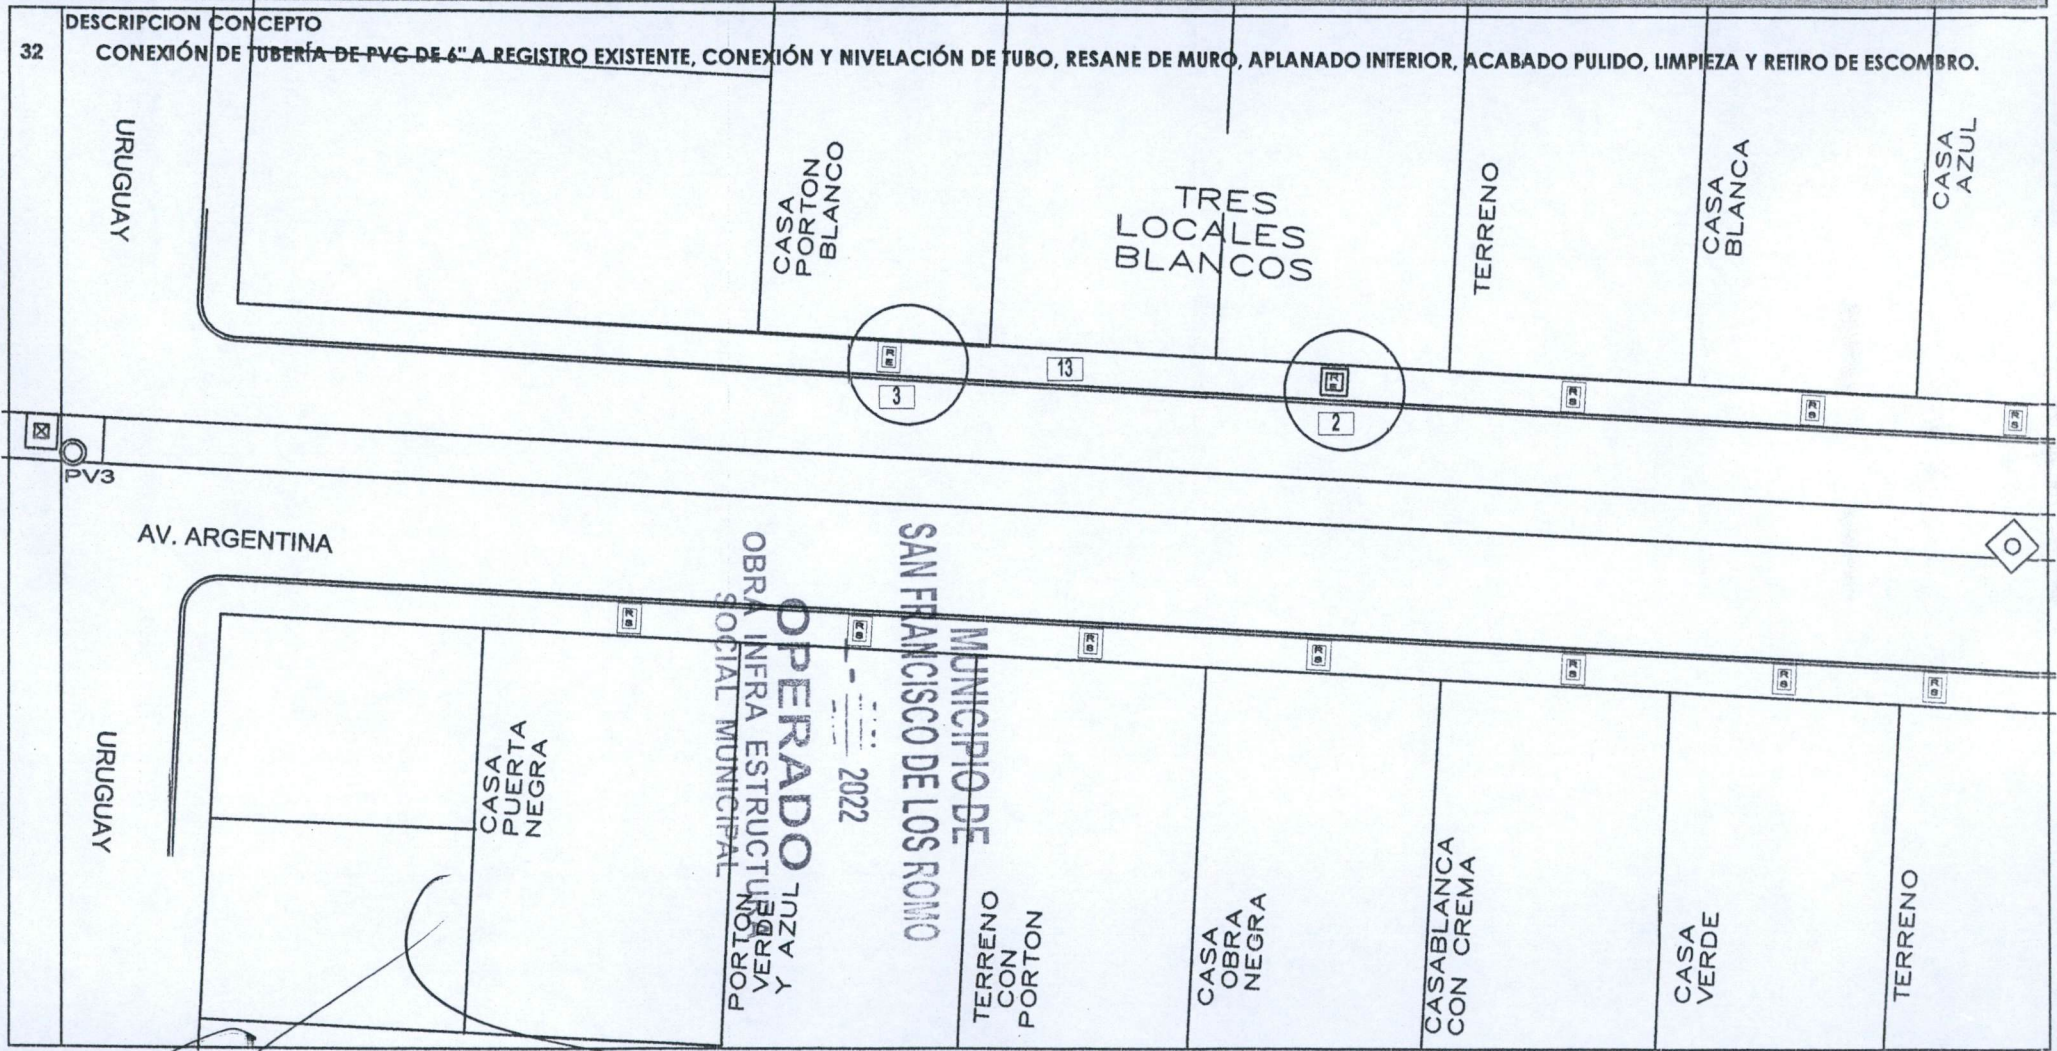 DESCRIPCION CONCEPTO
32 CONEXIÓN DE TUBERÍA DE PVC DE 6" A REGISTRO EXISTENTE, CONEXIÓN Y NIVELACIÓN DE TUBO, RESANE DE MURO, APLANADO INTERIOR, ACABADO PULIDO, LIMPIEZA Y RETIRO DE ESCOMBRO.
URUGUAY
CASA
PORTON
BLANCO
TRES
LOCALES
BLANCOS
TERRENO
CASA
BLANCA
CASA
AZUL
3
13
2
PV3
AV. ARGENTINA
URUGUAY
CASA
PUERTA
NEGRA
PORTON
VERDE
Y AZUL
TERRENO
CON
PORTON
CASA
OBRA
NEGRA
CASABLANCA
CON CREMA
CASA
VERDE
TERRENO
MUNICIPIO DE
SAN FRANCISCO DE LOS ROMO
2022
OPERADO
OBRA INFRA ESTRUCTURA
SOCIAL MUNICIPAL